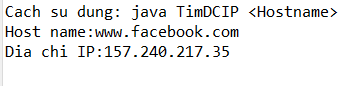 Cach su dung: java TimDCIP <Hostname>
Host name:www.facebook.com
Dia chi IP:157.240.217.35